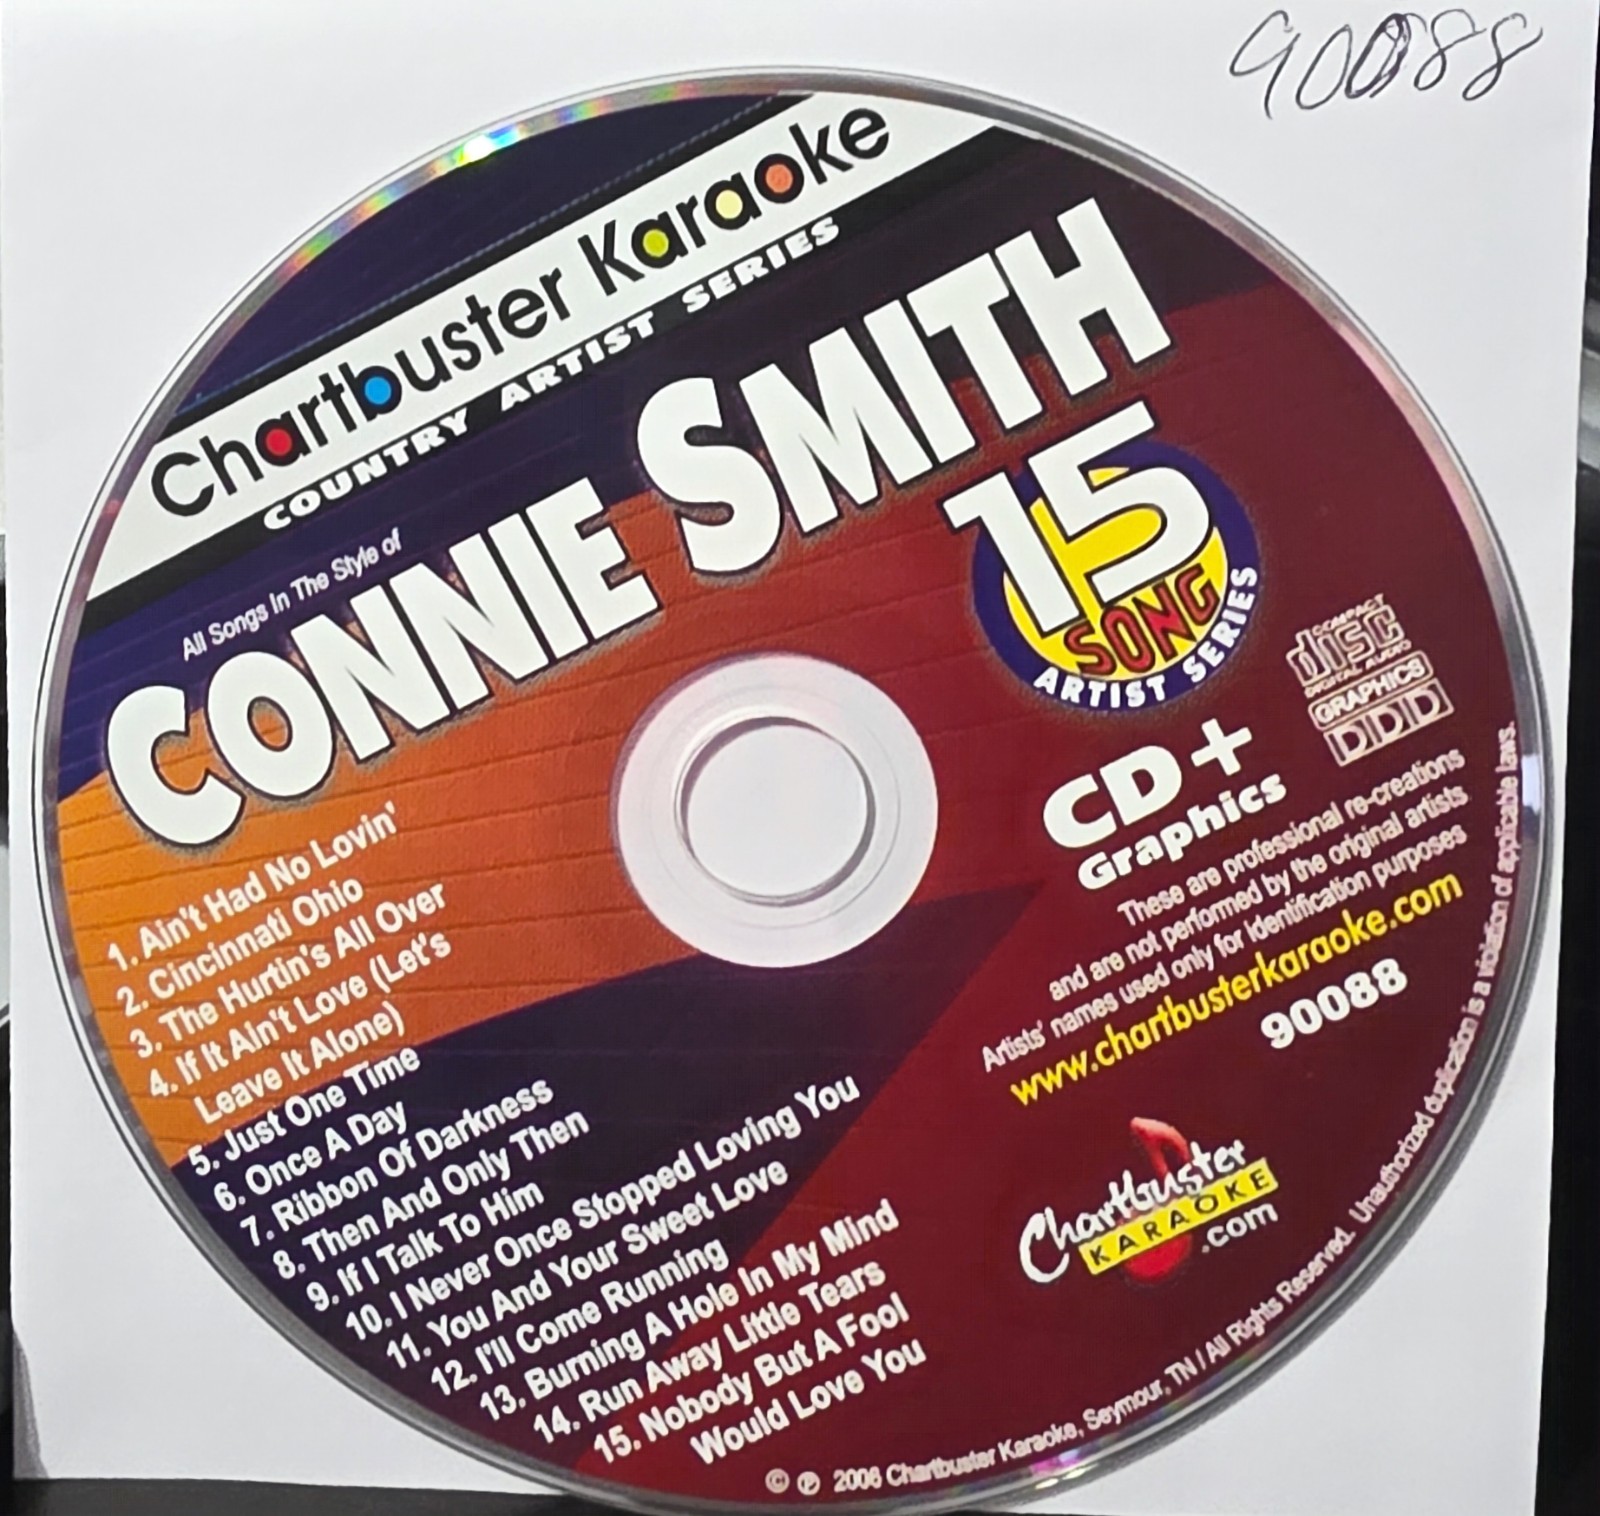 90088
Chartbuster Karaoke
COUNTRY ARTIST SERIES
All Songs In The Style of
CONNIE SMITH
15
SONG
ARTIST SERIES
COMPACT
disc
DIGITAL AUDIO
GRAPHICS
DDD
CD+
Graphics
These are professional re-creations
and are not performed by the original artists
Artists' names used only for identification purposes
www.chartbusterkaraoke.com
90088
1. Ain't Had No Lovin'
2. Cincinnati Ohio
3. The Hurtin's All Over
4. If It Ain't Love (Let's
Leave It Alone)
5. Just One Time
6. Once A Day
7. Ribbon Of Darkness
8. Then And Only Then
9. If I Talk To Him
10. I Never Once Stopped Loving You
11. You And Your Sweet Love
12. I'll Come Running
13. Burning A Hole In My Mind
14. Run Away Little Tears
15. Nobody But A Fool
Would Love You
Chartbuster
KARAOKE
.com
© ℗ 2006 Chartbuster Karaoke, Seymour, TN / All Rights Reserved. Unauthorized duplication is a violation of applicable laws.